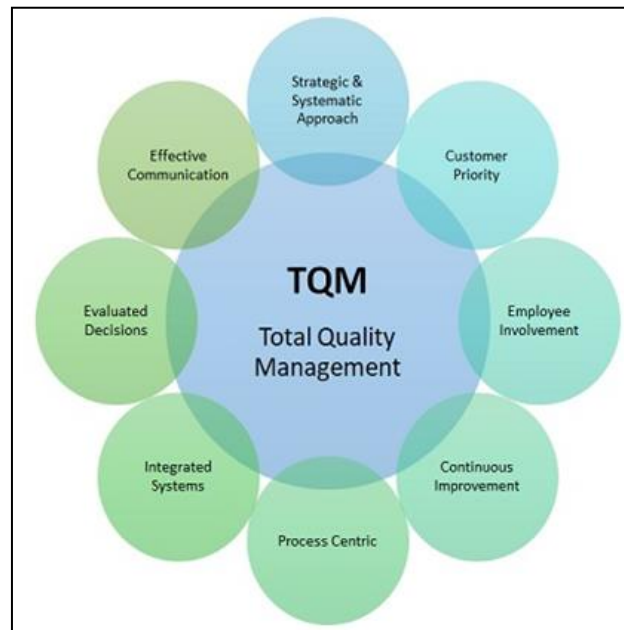 Strategic &
Systematic
Approach
Effective
Communication
Customer
Priority
TQM
Total Quality
Management
Evaluated
Decisions
Employee
Involvement
Integrated
Systems
Continuous
Improvement
Process Centric